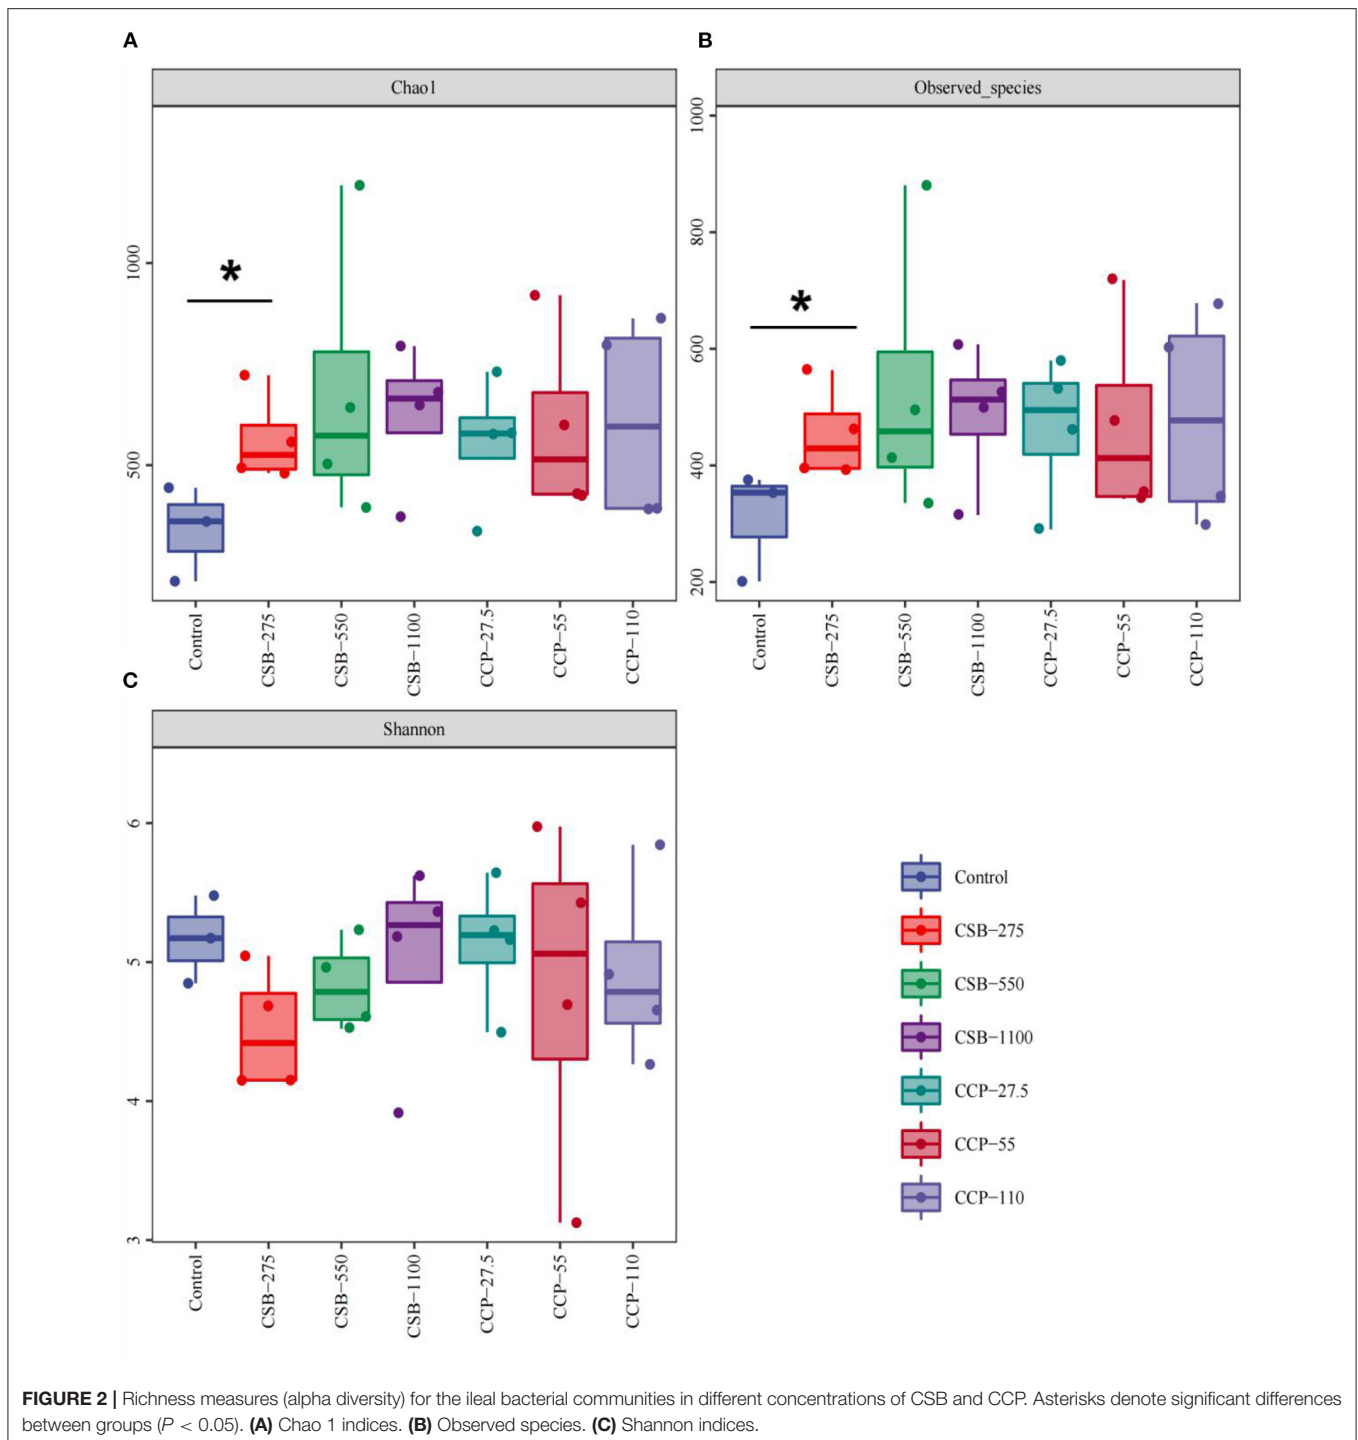 A
B
Chao1
Observed_species
1000
500
*
1000
800
600
400
200
*
Control
CSB−275
CSB−550
CSB−1100
CCP−27.5
CCP−55
CCP−110
Control
CSB−275
CSB−550
CSB−1100
CCP−27.5
CCP−55
CCP−110
C
Shannon
6
5
4
3
Control
CSB−275
CSB−550
CSB−1100
CCP−27.5
CCP−55
CCP−110
Control
CSB−275
CSB−550
CSB−1100
CCP−27.5
CCP−55
CCP−110
FIGURE 2 | Richness measures (alpha diversity) for the ileal bacterial communities in different concentrations of CSB and CCP. Asterisks denote significant differences
between groups (P < 0.05). (A) Chao 1 indices. (B) Observed species. (C) Shannon indices.